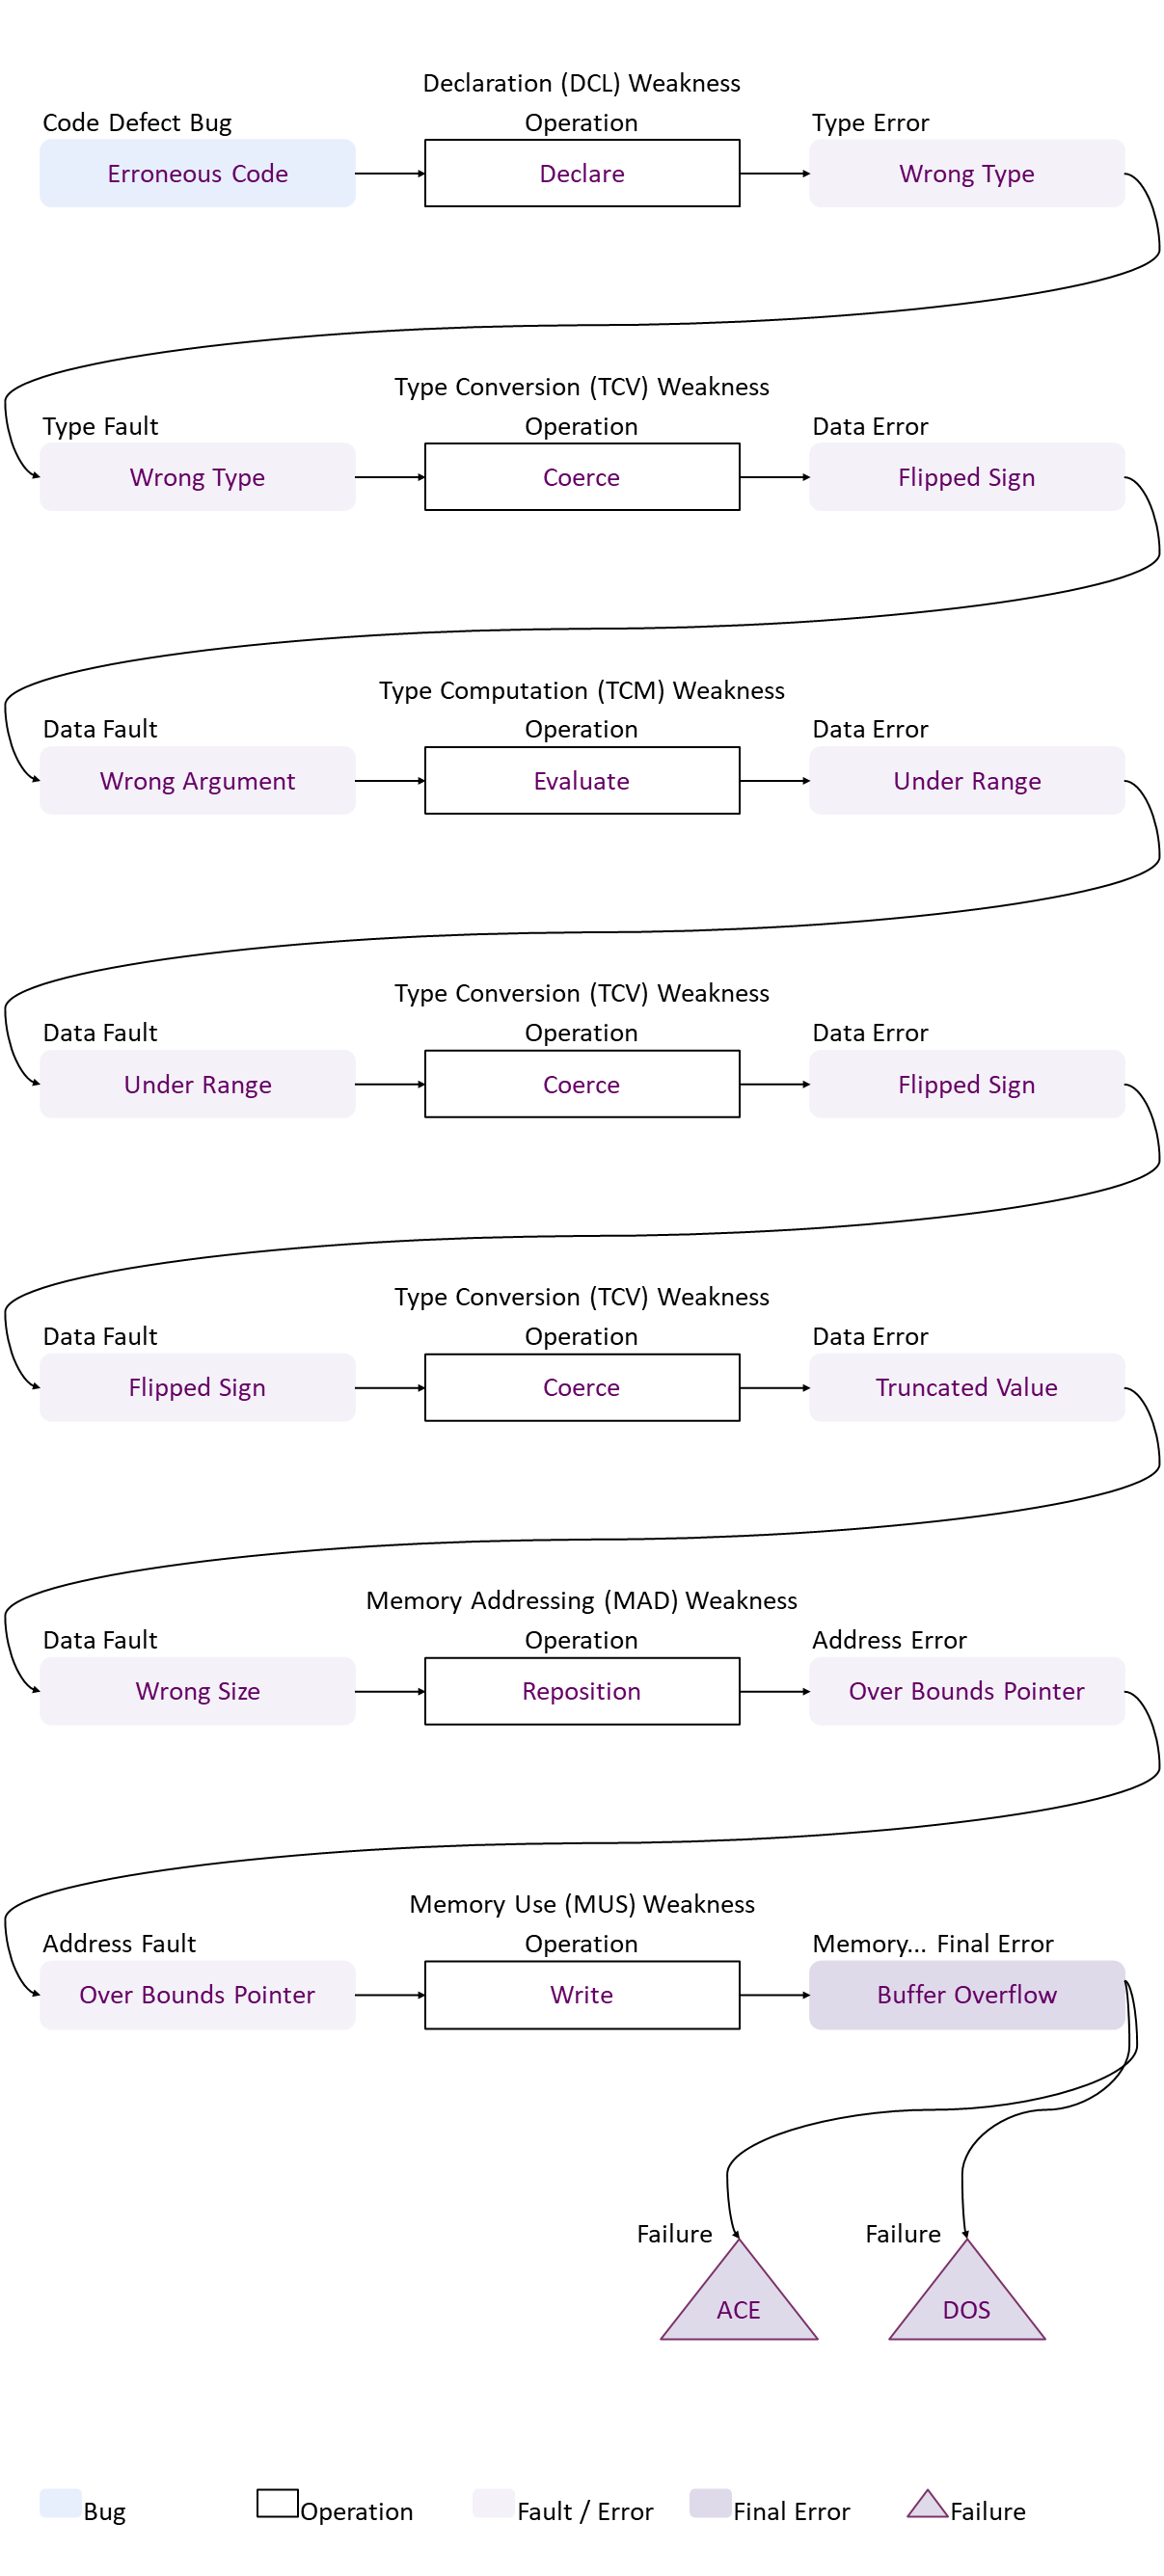 Declaration (DCL) Weakness
Code Defect Bug Operation Type Error
Erroneous Code Declare Wrong Type
Type Conversion (TCV) Weakness
Type Fault Operation Data Error
Wrong Type Coerce Flipped Sign
Type Computation (TCM) Weakness
Data Fault Operation Data Error
Wrong Argument Evaluate Under Range
Type Conversion (TCV) Weakness
Data Fault Operation Data Error
Under Range Coerce Flipped Sign
Type Conversion (TCV) Weakness
Data Fault Operation Data Error
Flipped Sign Coerce Truncated Value
Memory Addressing (MAD) Weakness
Data Fault Operation Address Error
Wrong Size Reposition Over Bounds Pointer
Memory Use (MUS) Weakness
Address Fault Operation Memory... Final Error
Over Bounds Pointer Write Buffer Overflow
Failure Failure
ACE DOS
Bug Operation Fault / Error Final Error Failure